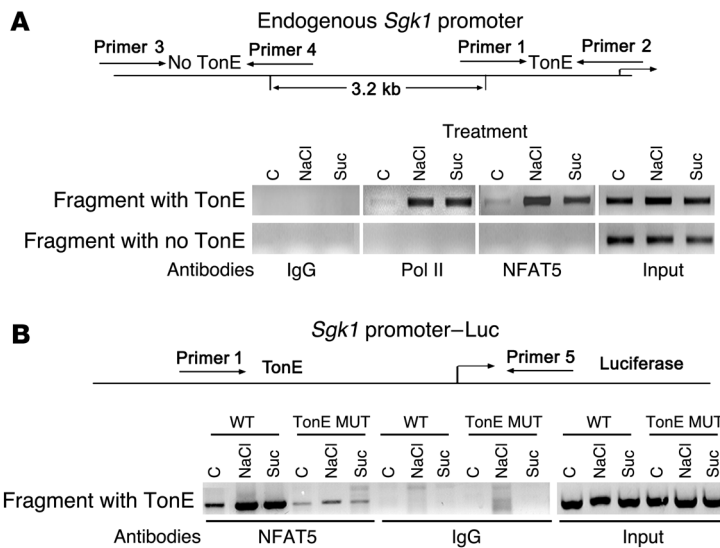 A
Endogenous Sgk1 promoter
Primer 3 No TonE Primer 4 Primer 1 TonE Primer 2
3.2 kb
Treatment
C NaCl Suc C NaCl Suc C NaCl Suc C NaCl Suc
Fragment with TonE
Fragment with no TonE
Antibodies IgG Pol II NFAT5 Input
B
Sgk1 promoter–Luc
Primer 1 TonE Primer 5 Luciferase
WT TonE MUT WT TonE MUT WT TonE MUT
C NaCl Suc C NaCl Suc C NaCl Suc C NaCl Suc C NaCl Suc C NaCl Suc
Fragment with TonE
Antibodies NFAT5 IgG Input